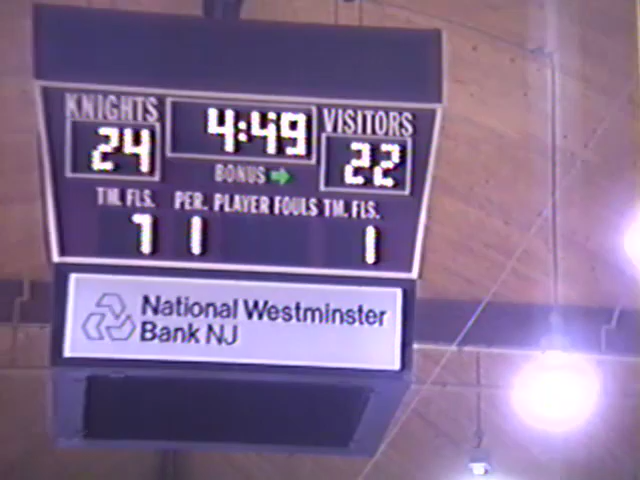 KNIGHTS 4:49 VISITORS
24 22
BONUS →
TM. FLS. PER. PLAYER FOULS TM. FLS.
7 1 1
National Westminster
Bank NJ